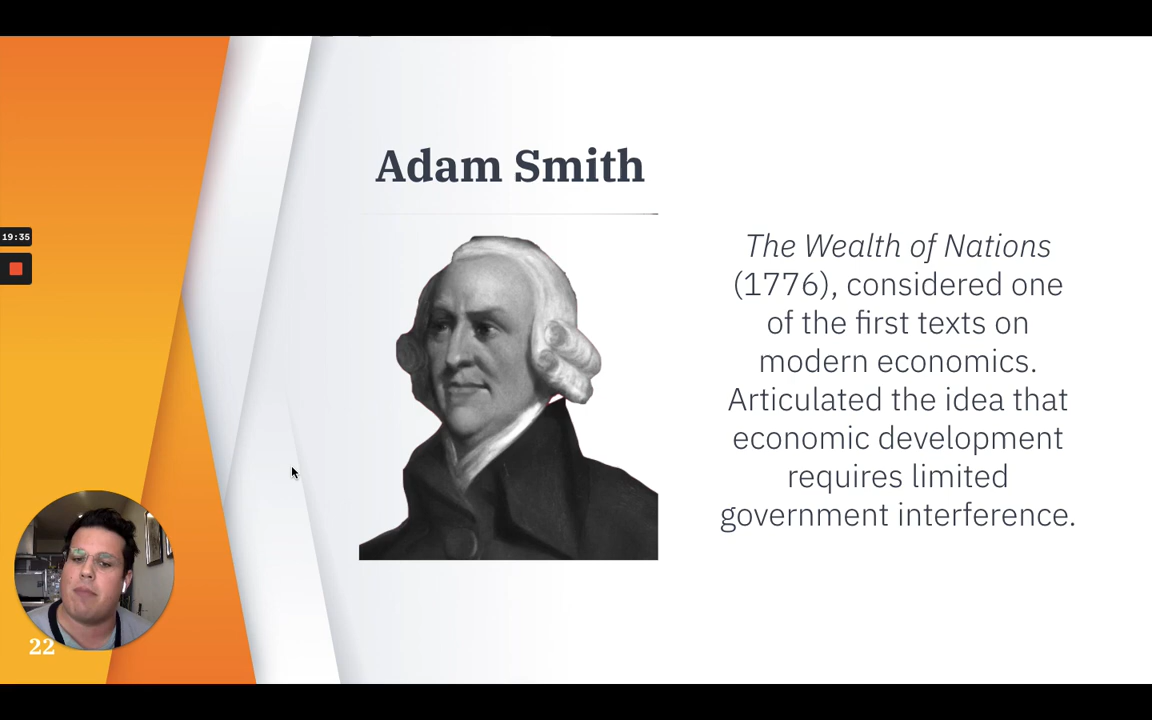 Adam Smith
19:35
The Wealth of Nations
(1776), considered one
of the first texts on
modern economics.
Articulated the idea that
economic development
requires limited
government interference.
22